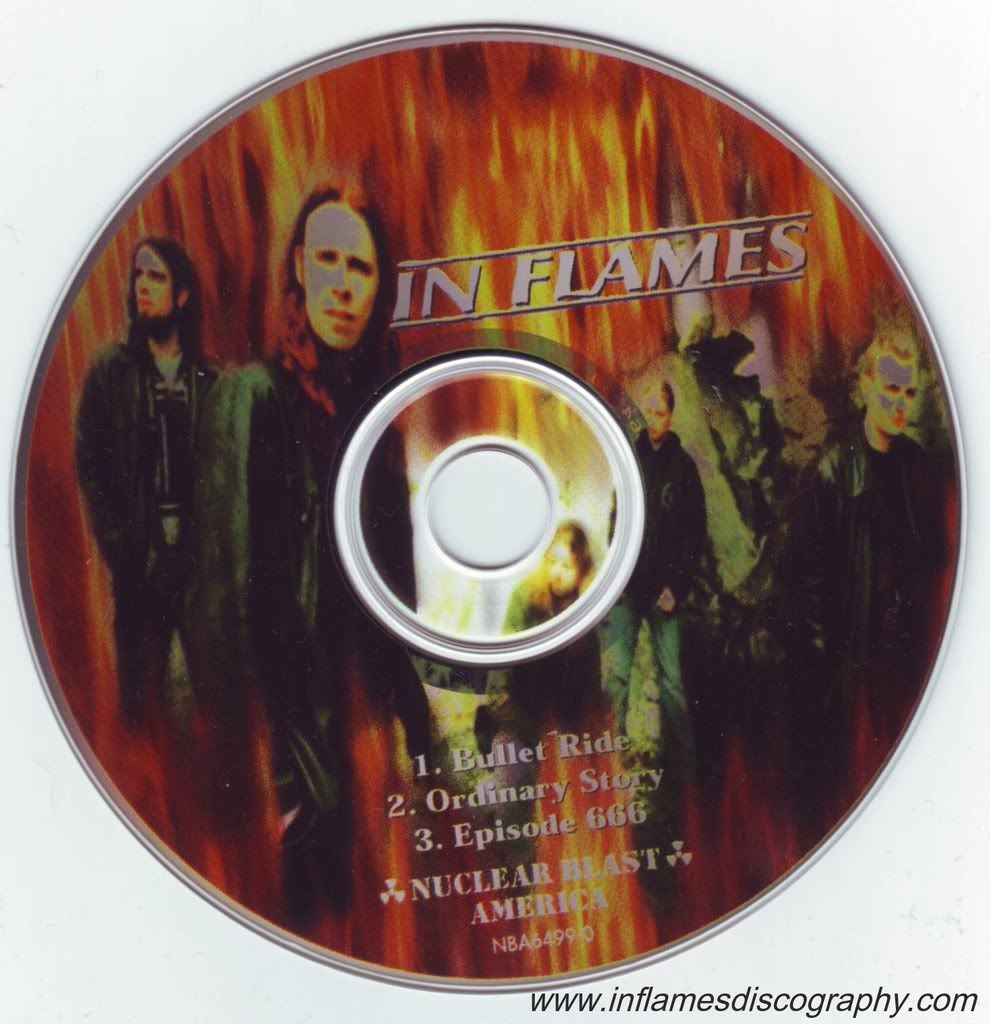 IN FLAMES
1. Bullet Ride
2. Ordinary Story
3. Episode 666
NUCLEAR BLAST
AMERICA
NBA6499-0
www.inflamesdiscography.com